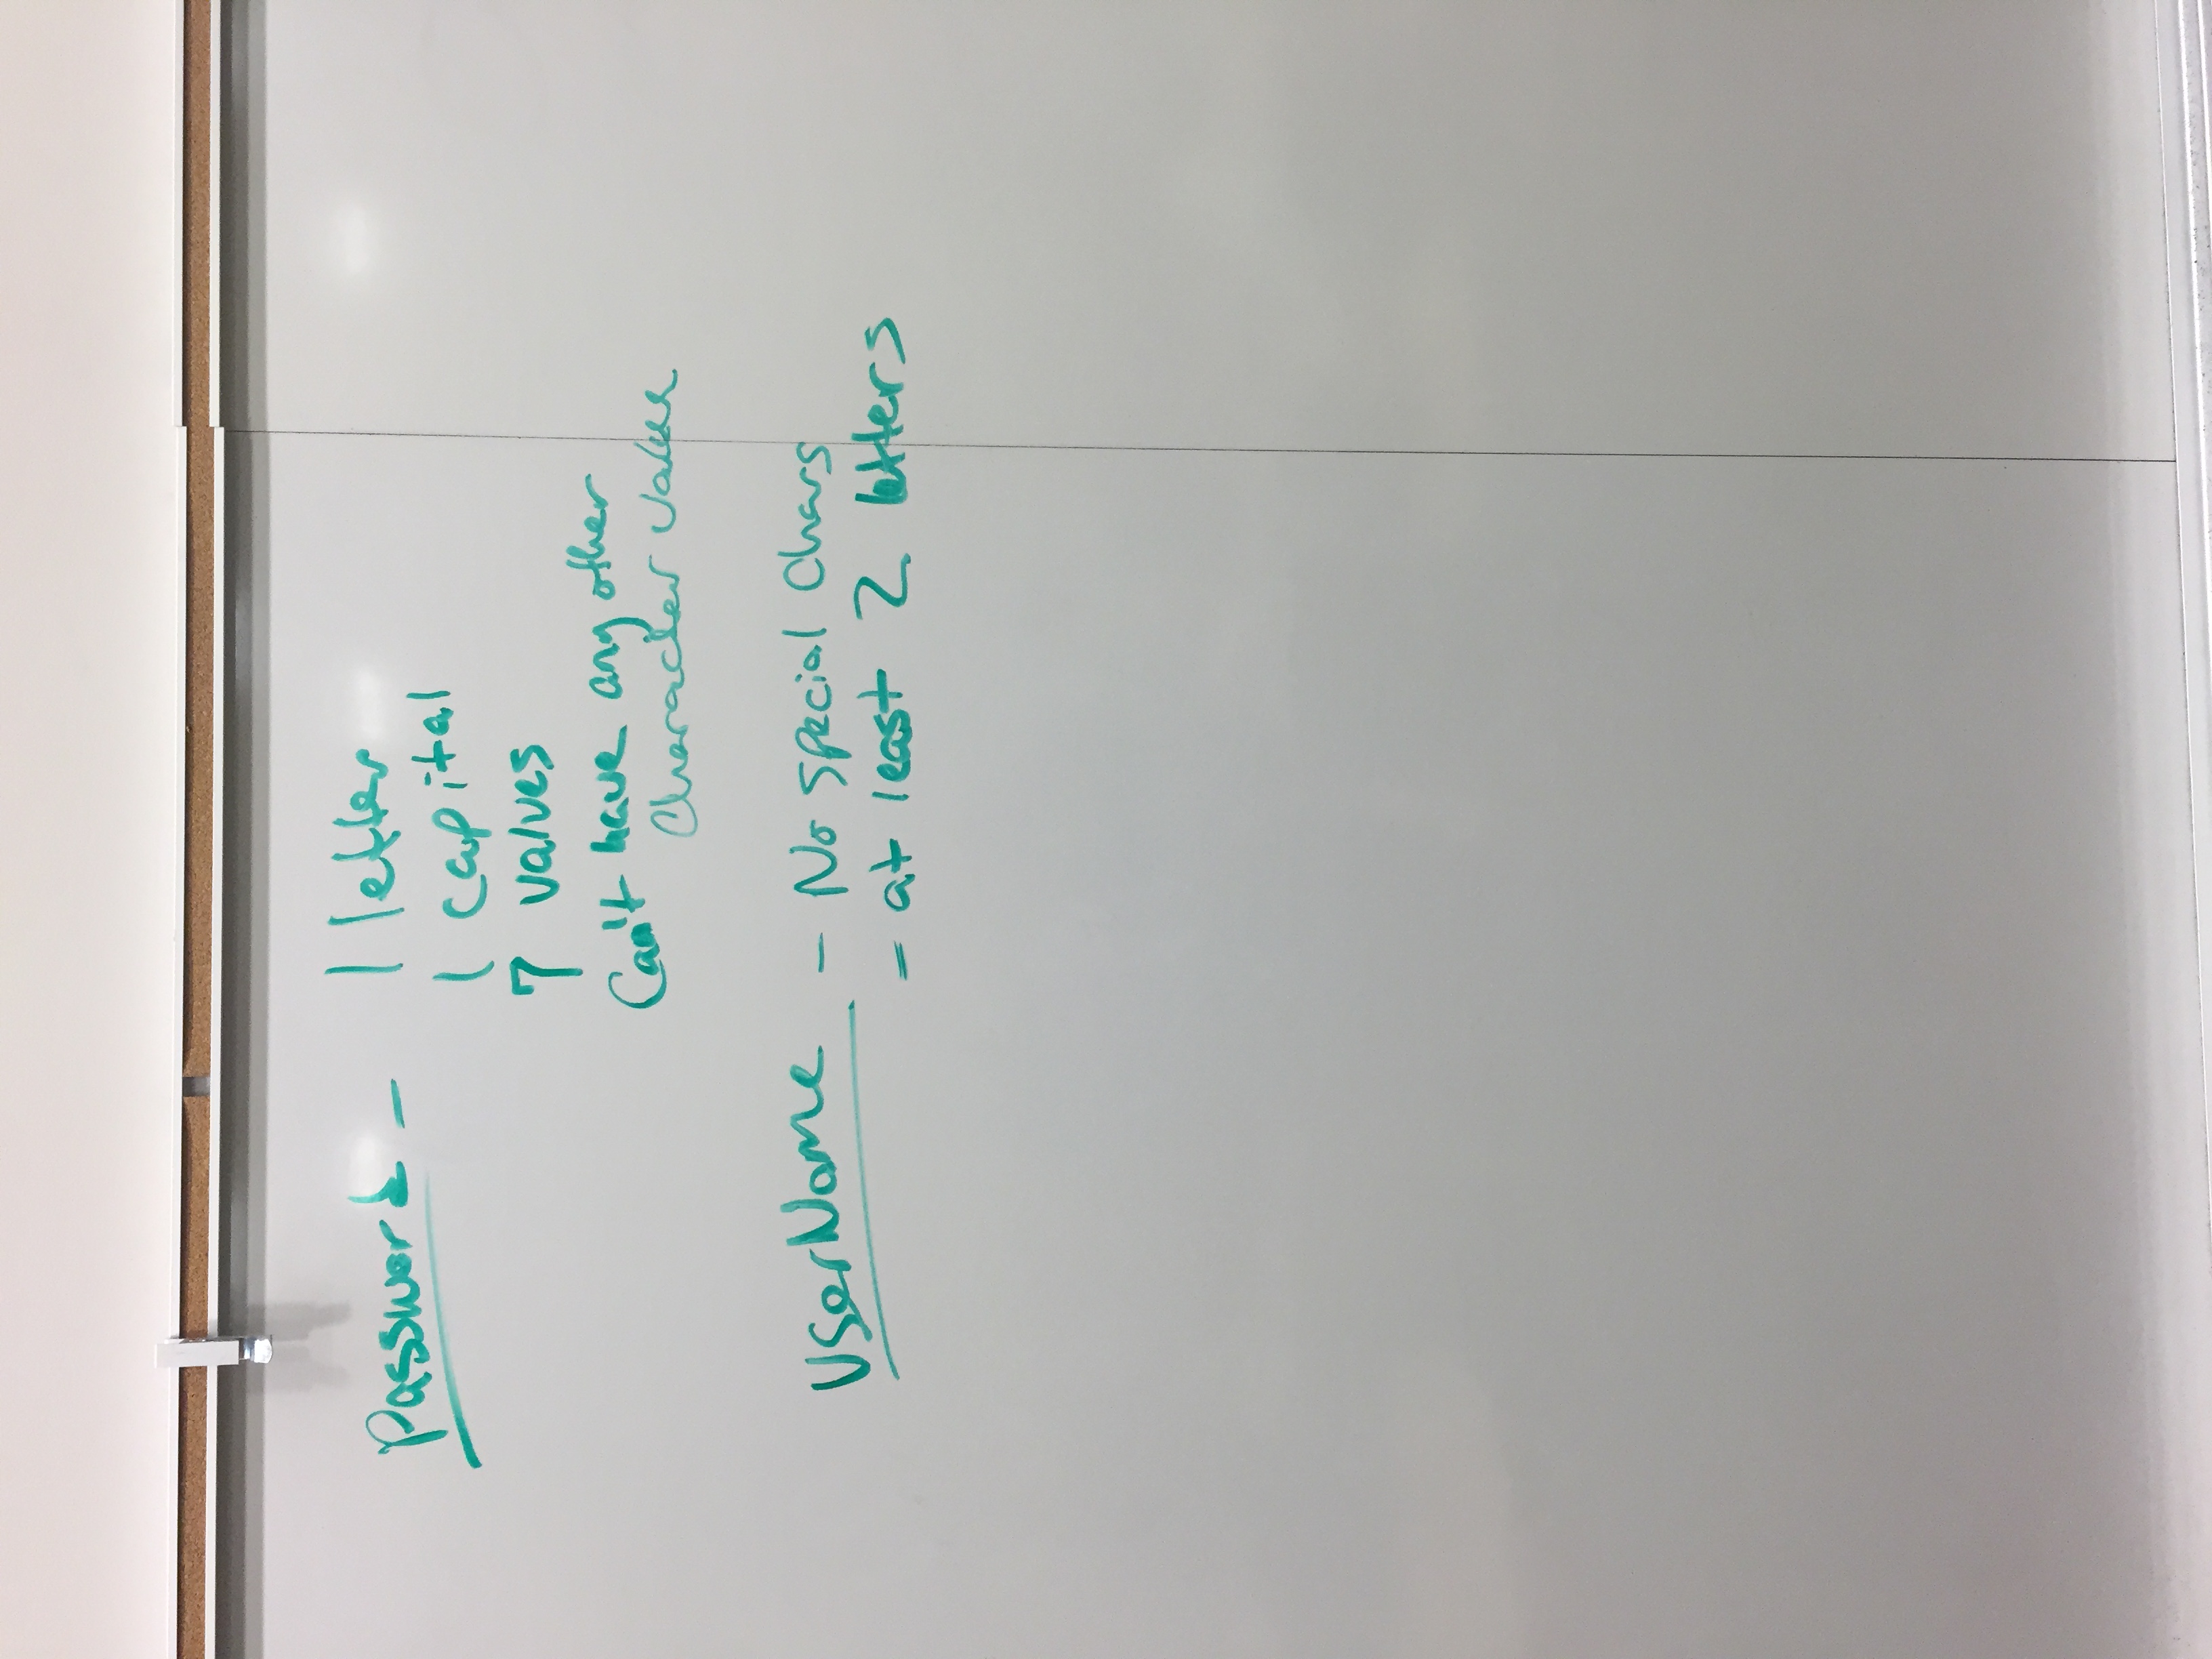 Password - 1 letter
1 capital
7 values
Can't have any other
Character value
UserName - No special Chars
- at least 2 letters